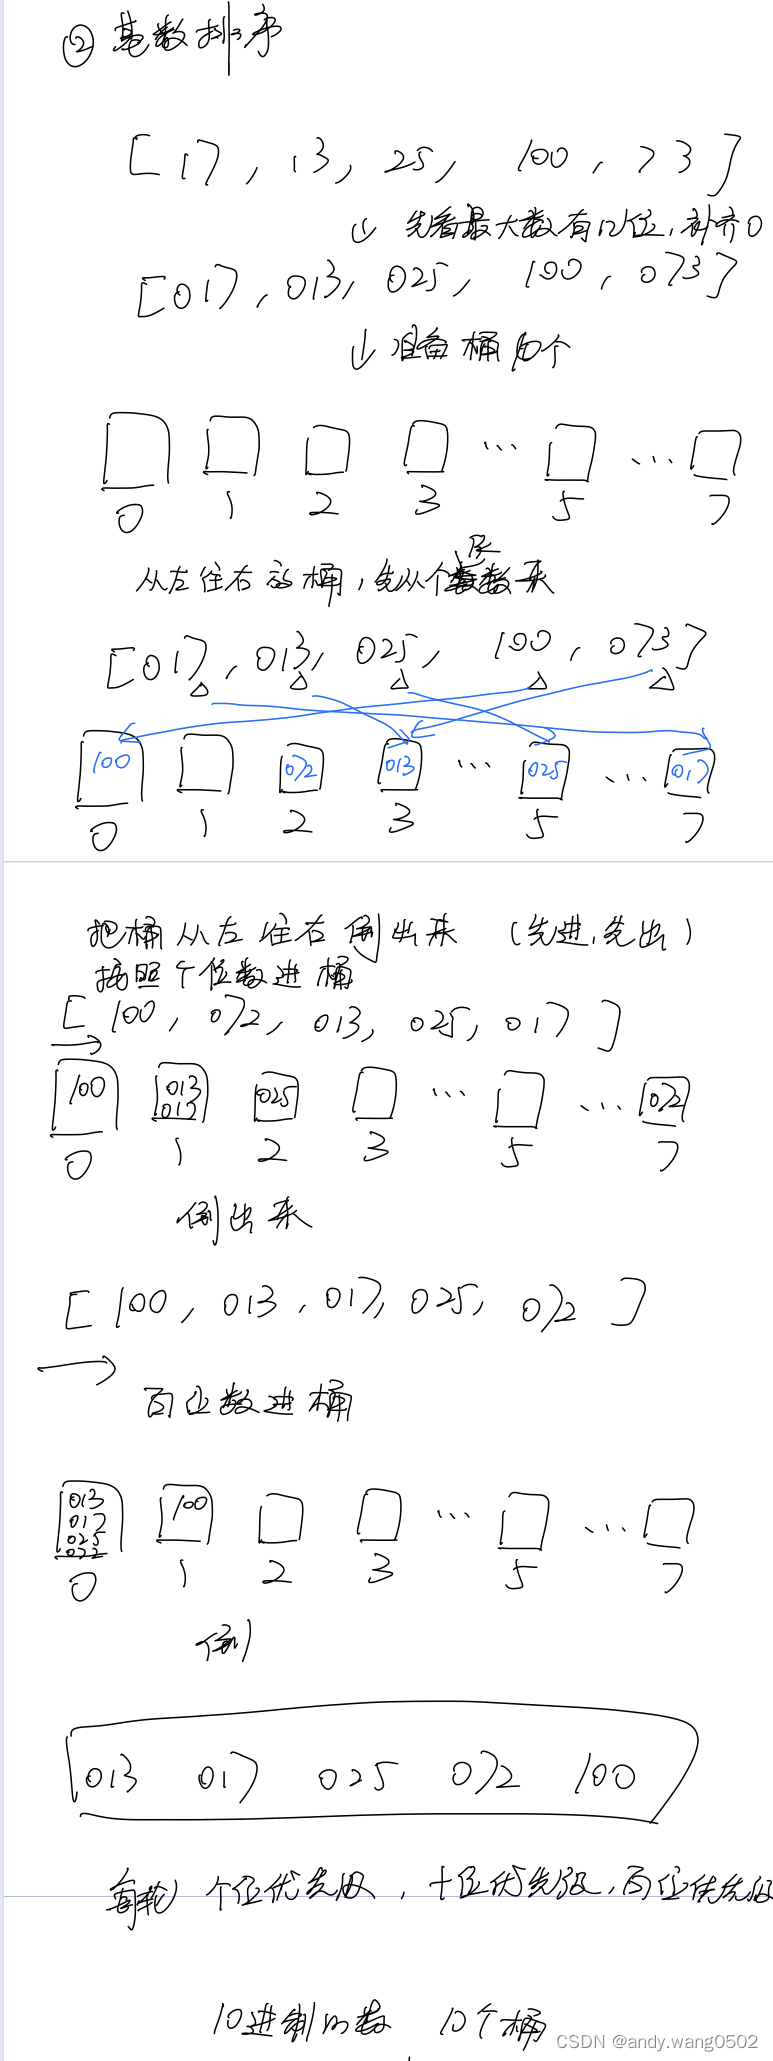 ② 基数排序
[17, 13, 25, 100, 73]
↓ 先看最大数有几位,补齐0
[017, 013, 025, 100, 073]
↓ 准备桶10个
0 1 2 3 … 5 … 7
从左往右放桶,先从个位数来
[017, 013, 025, 100, 073]
100 072 013 … 025 … 017
0 1 2 3 5 7
把桶从左往右倒出来 (先进,先出)
按照个位数进桶
[100, 072, 013, 025, 017]
100 013 025 … … 072
017
0 1 2 3 5 7
倒出来
[100, 013, 017, 025, 072]
百位数进桶
013 100 … …
017
025
072
0 1 2 3 5 7
倒
013 017 025 072 100
每轮 个位优先级,十位优先级,百位优先级
10进制的数 10个桶
CSDN @andy.wang0502